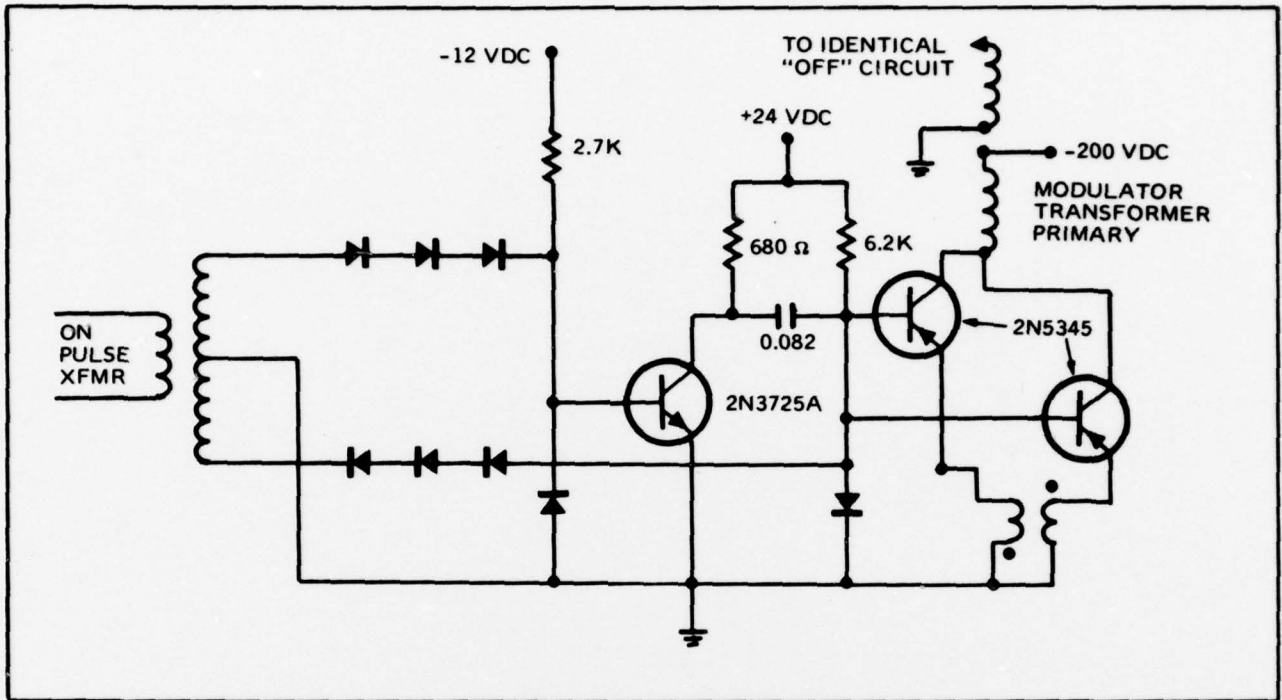 -12 VDC
2.7K
TO IDENTICAL
"OFF" CIRCUIT
+24 VDC
-200 VDC
MODULATOR
TRANSFORMER
PRIMARY
680 Ω
6.2K
ON
PULSE
XFMR
0.082
2N5345
2N3725A